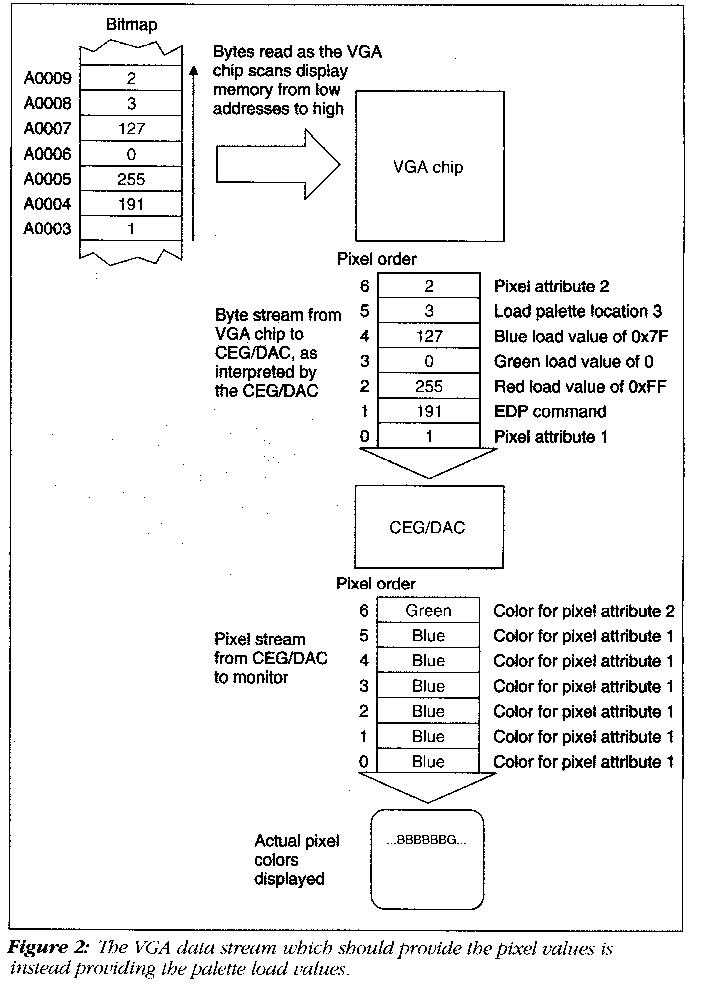 Bitmap
Bytes read as the VGA
chip scans display
memory from low
addresses to high
A0009 2
A0008 3
A0007 127
A0006 0
A0005 255
A0004 191
A0003 1
VGA chip
Pixel order
6 2 Pixel attribute 2
5 3 Load palette location 3
4 127 Blue load value of 0x7F
3 0 Green load value of 0
2 255 Red load value of 0xFF
1 191 EDP command
0 1 Pixel attribute 1
Byte stream from
VGA chip to
CEG/DAC, as
interpreted by
the CEG/DAC
CEG/DAC
Pixel order
6 Green Color for pixel attribute 2
5 Blue Color for pixel attribute 1
4 Blue Color for pixel attribute 1
3 Blue Color for pixel attribute 1
2 Blue Color for pixel attribute 1
1 Blue Color for pixel attribute 1
0 Blue Color for pixel attribute 1
Pixel stream
from CEG/DAC
to monitor
Actual pixel
colors
displayed
...BBBBBBG...
Figure 2: The VGA data stream which should provide the pixel values is
instead providing the palette load values.